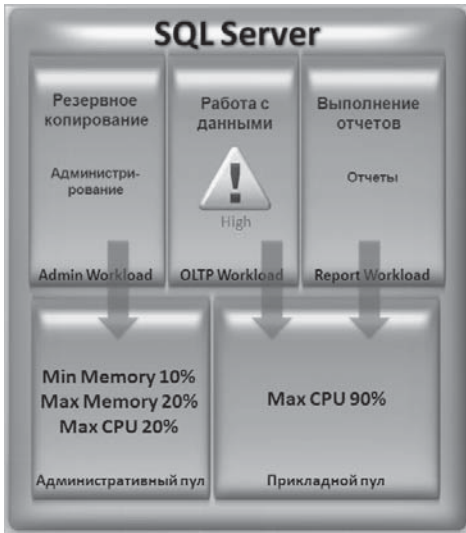 SQL Server
Резервное
копирование
Администри-
рование
Admin Workload
Работа с
данными
High
OLTP Workload
Выполнение
отчетов
Отчеты
Report Workload
Min Memory 10%
Max Memory 20%
Max CPU 20%
Административный пул
Max CPU 90%
Прикладной пул